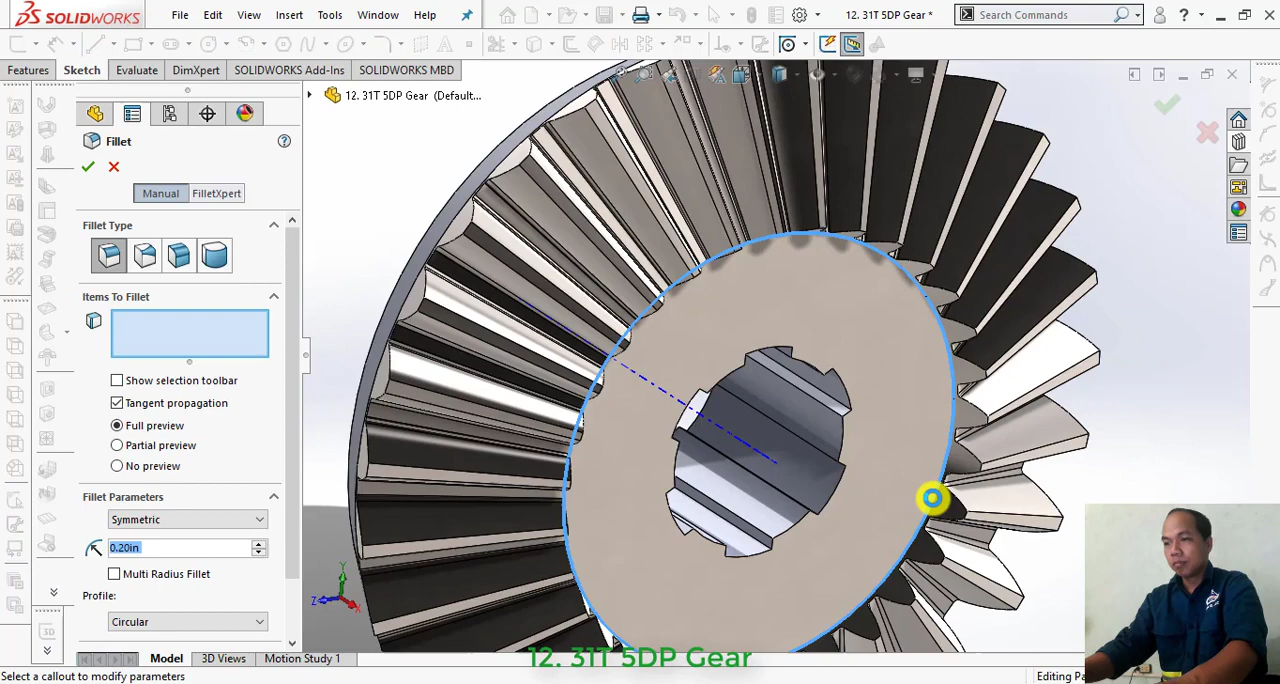 SOLIDWORKS File Edit View Insert Tools Window Help 12. 31T 5DP Gear * Search Commands ?
Features Sketch Evaluate DimXpert SOLIDWORKS Add-Ins SOLIDWORKS MBD
12. 31T 5DP Gear (Default...
Fillet
Manual FilletXpert
Fillet Type
Items To Fillet
Show selection toolbar
Tangent propagation
Full preview
Partial preview
No preview
Fillet Parameters
Symmetric
0.20in
Multi Radius Fillet
Profile:
Circular
Y
Z
X
3D
Model 3D Views Motion Study 1
12. 31T 5DP Gear
Select a callout to modify parameters
Editing Pa